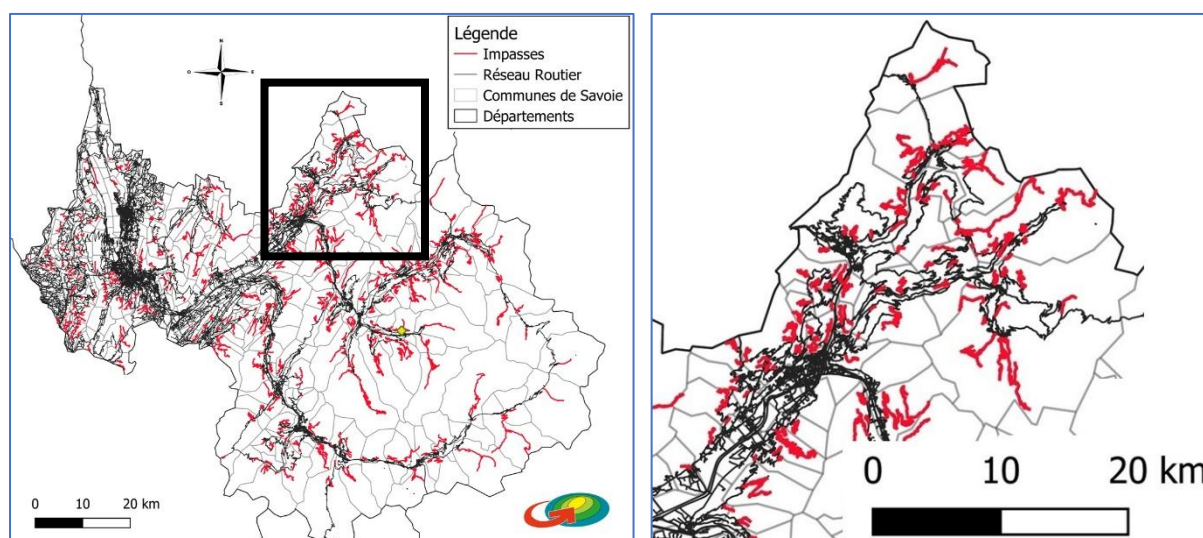 N
O
E
S
Légende
Impasses
Réseau Routier
Communes de Savoie
Départements
0 10 20 km
0 10 20 km